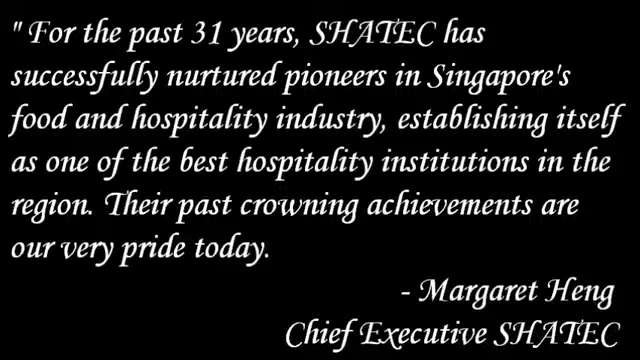 " For the past 31 years, SHATEC has
successfully nurtured pioneers in Singapore's
food and hospitality industry, establishing itself
as one of the best hospitality institutions in the
region. Their past crowning achievements are
our very pride today.
- Margaret Heng
Chief Executive SHATEC